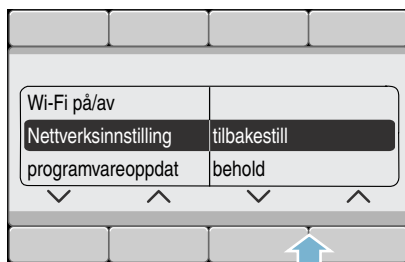 Wi-Fi på/av
Nettverksinnstilling tilbakestill
programvareoppdat behold